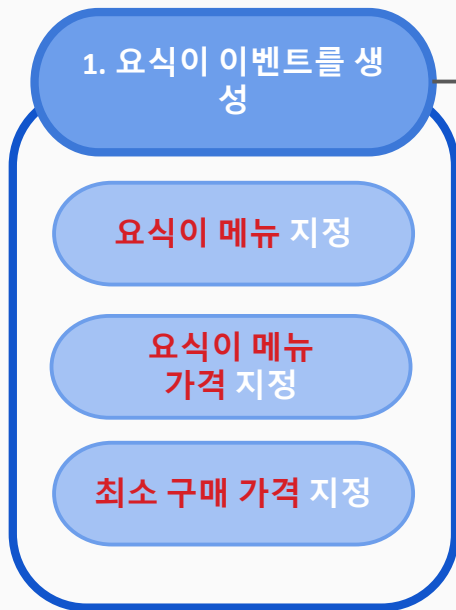 1. 요식이 이벤트를 생
성
요식이 메뉴 지정
요식이 메뉴
가격 지정
최소 구매 가격 지정